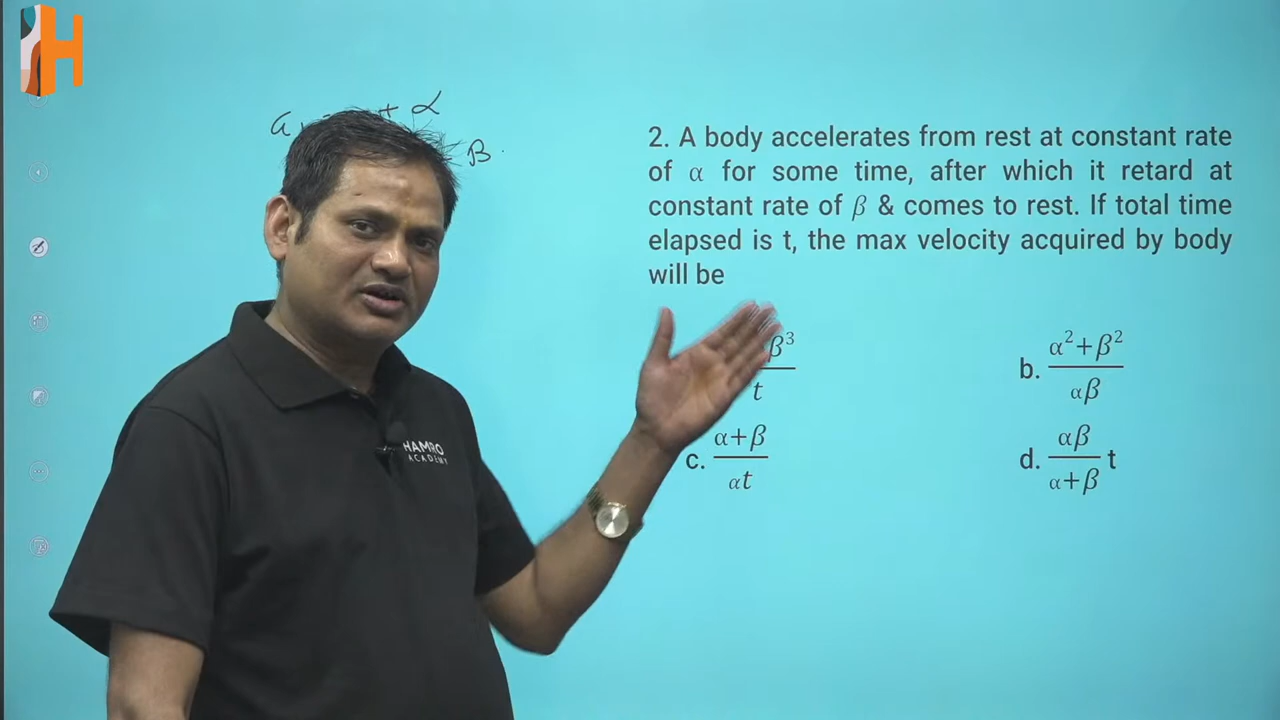 H
a + α
β
2. A body accelerates from rest at constant rate
of α for some time, after which it retard at
constant rate of β & comes to rest. If total time
elapsed is t, the max velocity acquired by body
will be
β³/t
b. (α²+β²)/(αβ)
c. (α+β)/(αt)
d. (αβ)/(α+β) t
HAMRO
ACADEMY